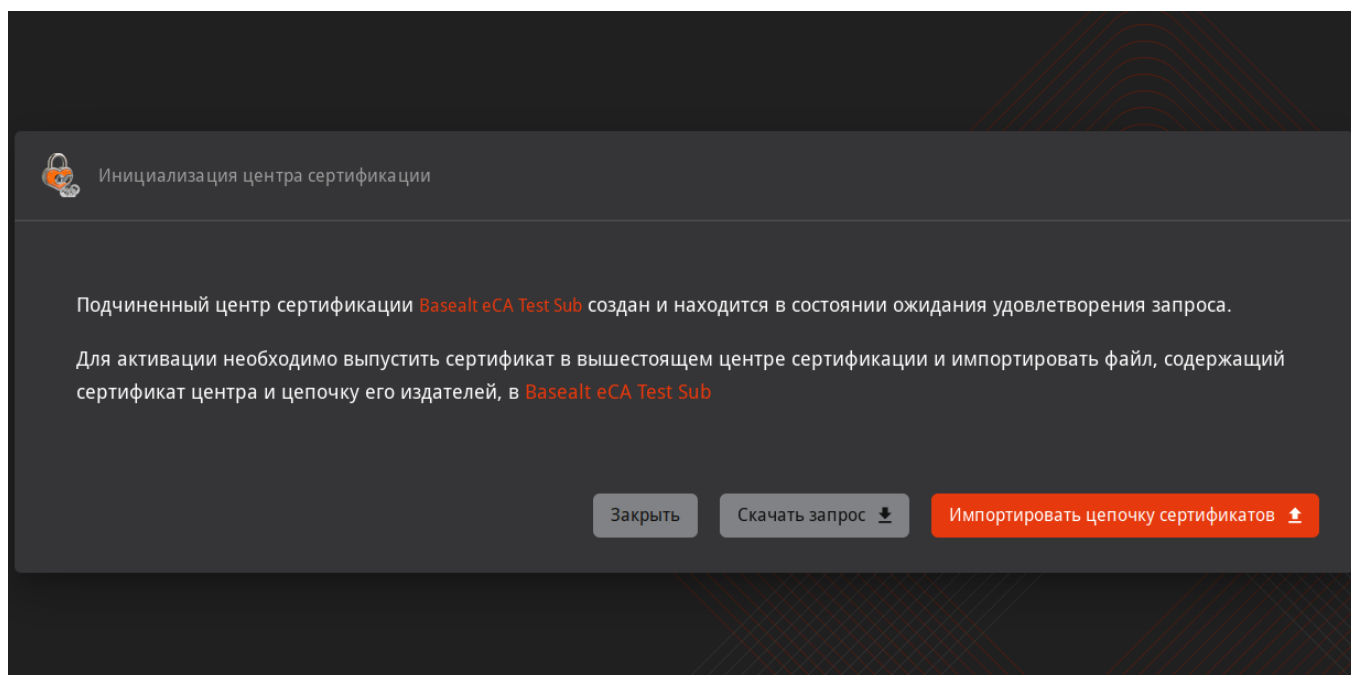 Инициализация центра сертификации
Подчиненный центр сертификации Basealt eCA Test Sub создан и находится в состоянии ожидания удовлетворения запроса.
Для активации необходимо выпустить сертификат в вышестоящем центре сертификации и импортировать файл, содержащий
сертификат центра и цепочку его издателей, в Basealt eCA Test Sub
Закрыть
Скачать запрос
Импортировать цепочку сертификатов